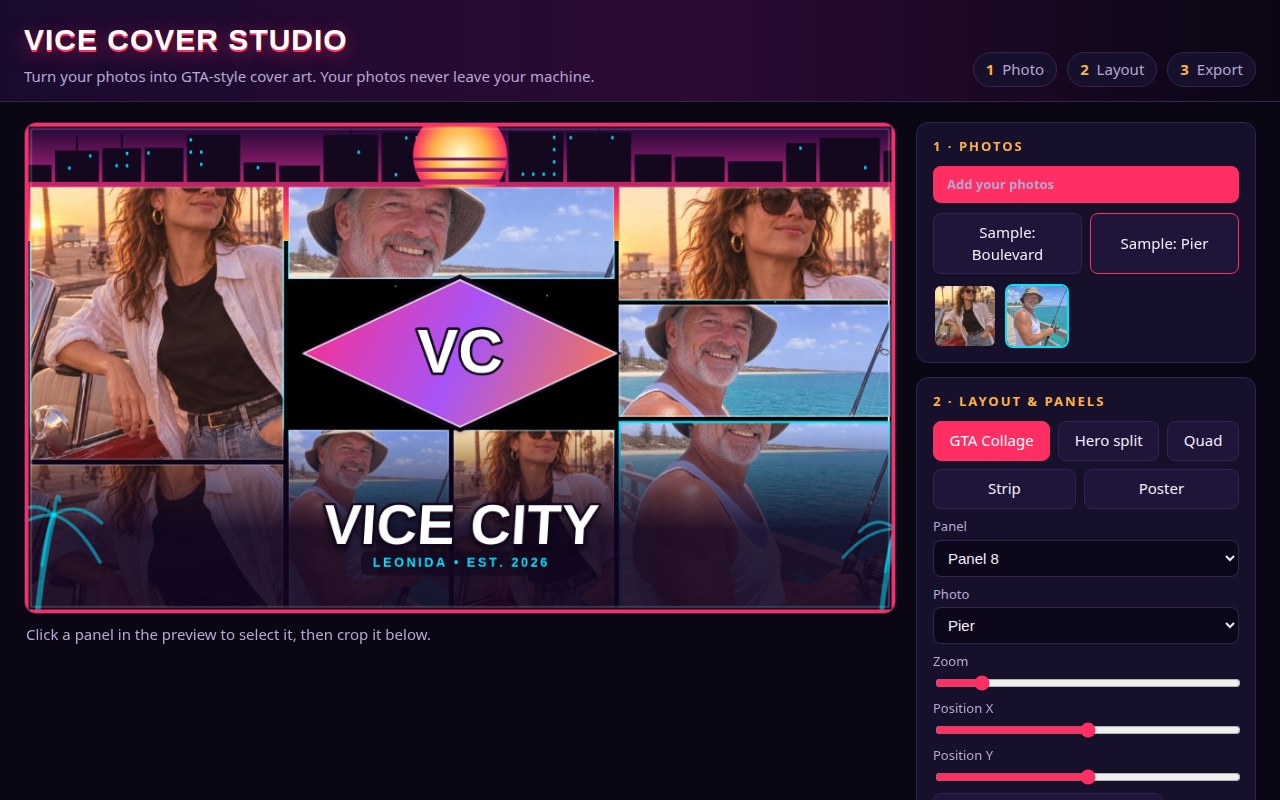 VICE COVER STUDIO
Turn your photos into GTA-style cover art. Your photos never leave your machine.
1 Photo
2 Layout
3 Export
VC
VICE CITY
LEONIDA • EST. 2026
Click a panel in the preview to select it, then crop it below.
1 · PHOTOS
Add your photos
Sample:
Boulevard
Sample: Pier
2 · LAYOUT & PANELS
GTA Collage
Hero split
Quad
Strip
Poster
Panel
Panel 8
Photo
Pier
Zoom
Position X
Position Y